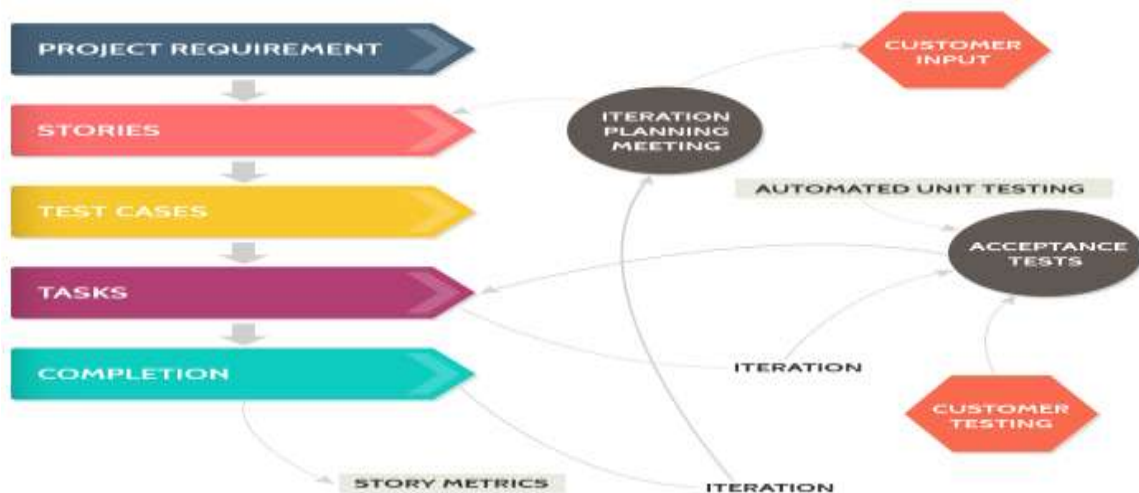 PROJECT REQUIREMENT
CUSTOMER
INPUT
STORIES
ITERATION
PLANNING
MEETING
AUTOMATED UNIT TESTING
TEST CASES
ACCEPTANCE
TESTS
TASKS
ITERATION
COMPLETION
CUSTOMER
TESTING
STORY METRICS
ITERATION